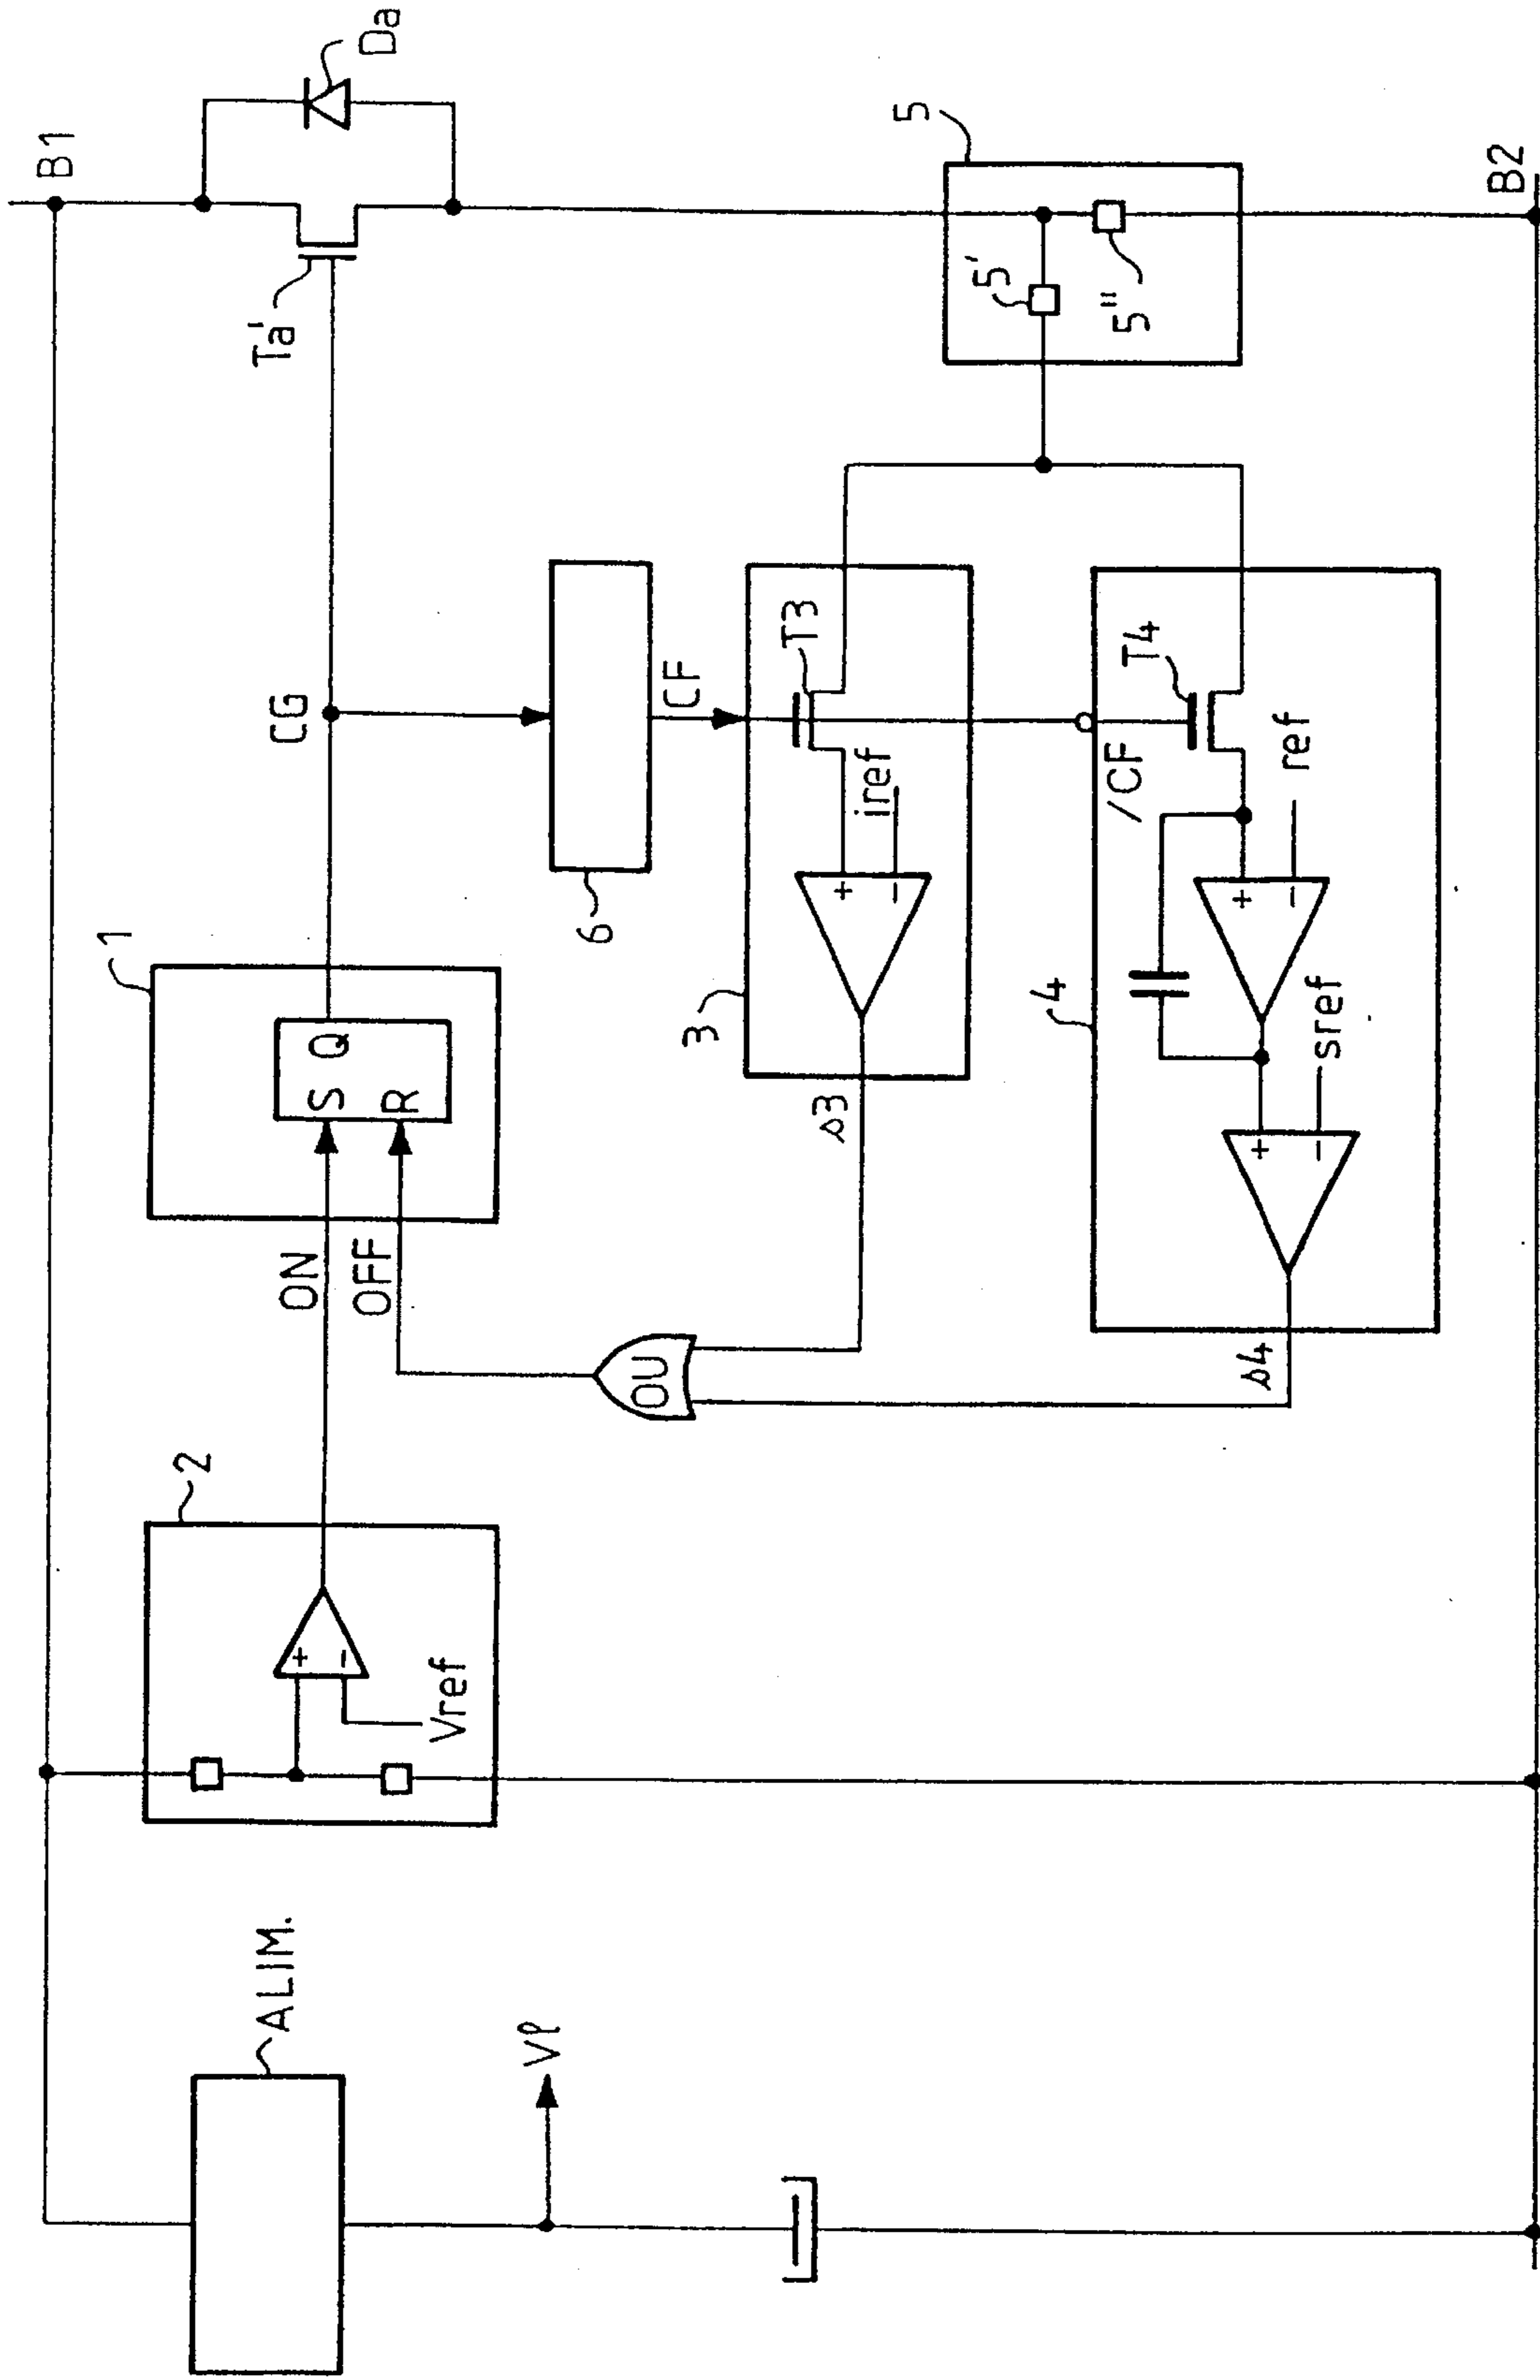 B1
Da
Ta'
CG
1
S Q
R
ON
OFF
2
+
-
Vref
ALIM.
Vℓ
6
CF
5
5'
5"
B2
3
T3
iref
+
-
s3
OU
4
T4
/CF
ref
+
-
sref
+
-
s4